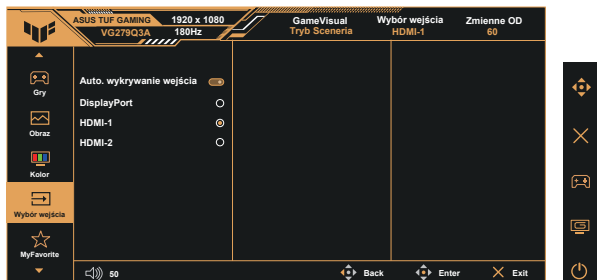 ASUS TUF GAMING 1920 x 1080
VG279Q3A 180Hz
GameVisual
Tryb Sceneria
Wybór wejścia
HDMI-1
Zmienne OD
60
Gry
Obraz
Kolor
Wybór wejścia
MyFavorite
Auto. wykrywanie wejścia
DisplayPort
HDMI-1
HDMI-2
50
Back
Enter
Exit